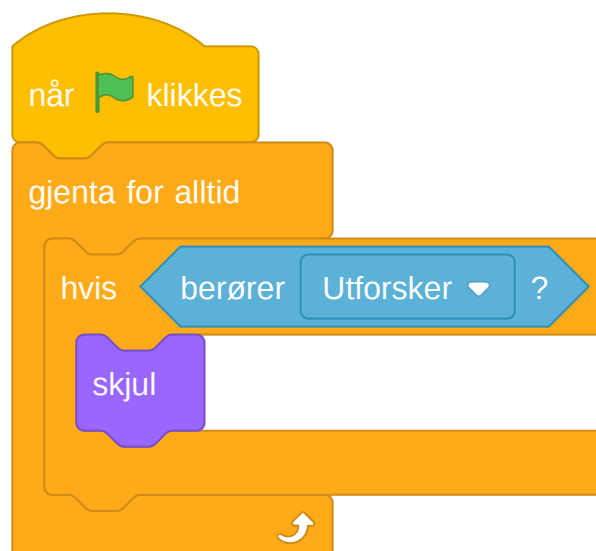 når klikkes
gjenta for alltid
hvis berører Utforsker ?
skjul